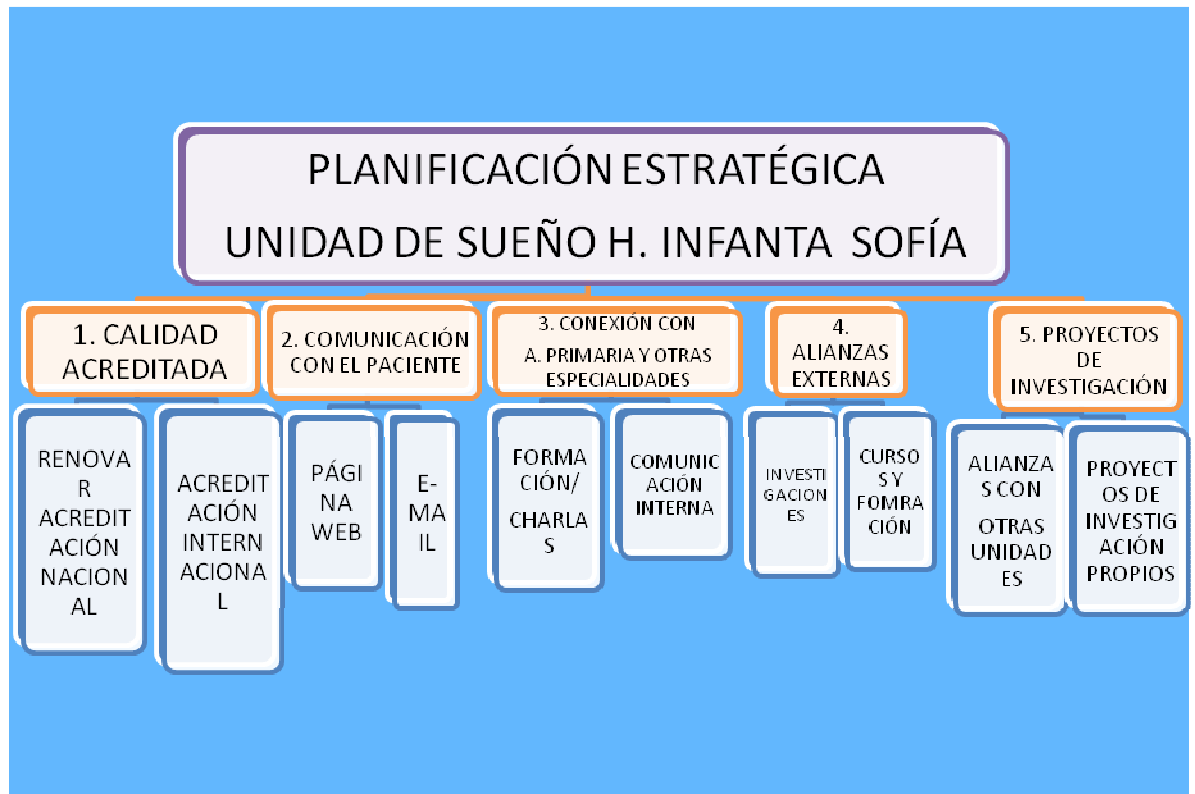 PLANIFICACIÓN ESTRATÉGICA
UNIDAD DE SUEÑO H. INFANTA SOFÍA
1. CALIDAD
ACREDITADA
2. COMUNICACIÓN
CON EL PACIENTE
3. CONEXIÓN CON
A. PRIMARIA Y OTRAS
ESPECIALIDADES
4.
ALIANZAS
EXTERNAS
5. PROYECTOS
DE
INVESTIGACIÓN
RENOVA
R
ACREDIT
ACIÓN
NACION
AL
ACREDIT
ACIÓN
INTERN
ACIONA
L
PÁGI
NA
WEB
E-
MA
IL
FORMA
CIÓN/
CHARLA
S
COMUNIC
ACIÓN
INTERNA
INVESTI
GACION
ES
CURSO
S Y
FOMRA
CIÓN
ALIANZA
S CON
OTRAS
UNIDAD
ES
PROYECT
OS DE
INVESTIG
ACIÓN
PROPIOS